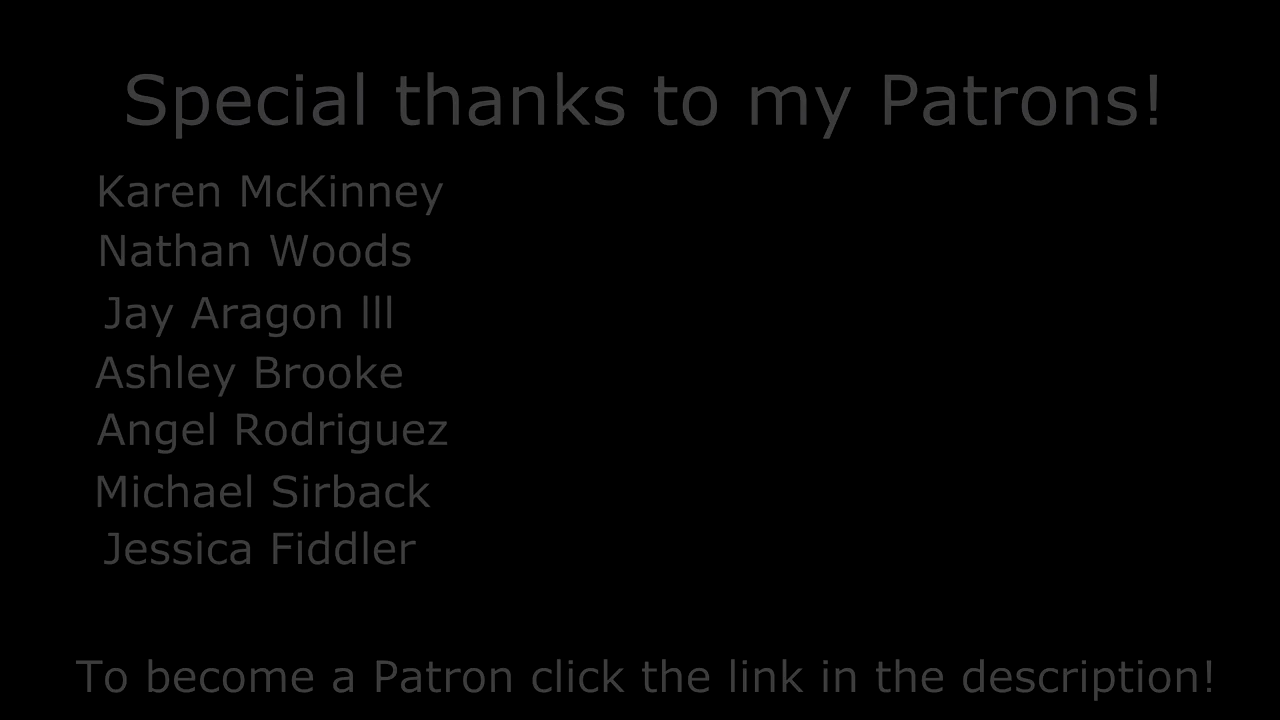 Special thanks to my Patrons!
Karen McKinney
Nathan Woods
Jay Aragon lll
Ashley Brooke
Angel Rodriguez
Michael Sirback
Jessica Fiddler
To become a Patron click the link in the description!